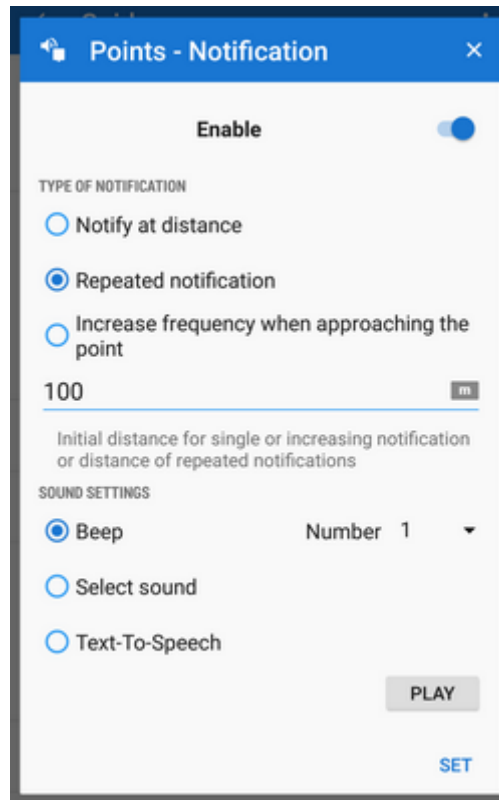 Points - Notification
Enable
TYPE OF NOTIFICATION
Notify at distance
Repeated notification
Increase frequency when approaching the
point
100 m
Initial distance for single or increasing notification
or distance of repeated notifications
SOUND SETTINGS
Beep Number 1
Select sound
Text-To-Speech
PLAY
SET